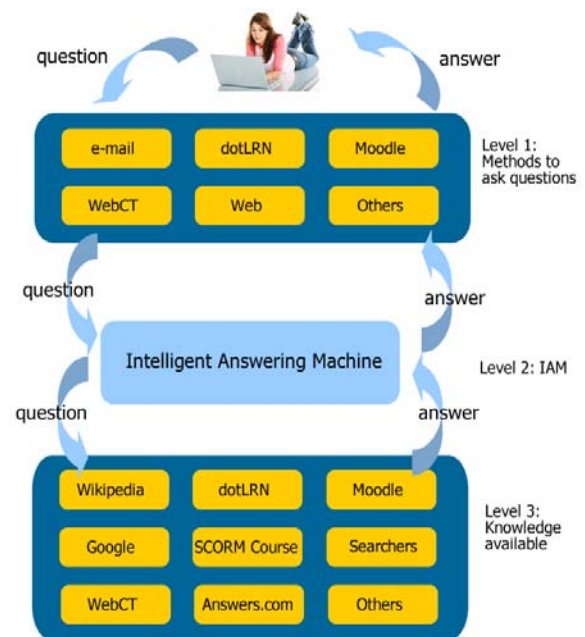 question
answer
e-mail
dotLRN
Moodle
Level 1:
Methods to
ask questions
WebCT
Web
Others
question
answer
Intelligent Answering Machine
Level 2: IAM
question
answer
Wikipedia
dotLRN
Moodle
Level 3:
Knowledge
available
Google
SCORM Course
Searchers
WebCT
Answers.com
Others